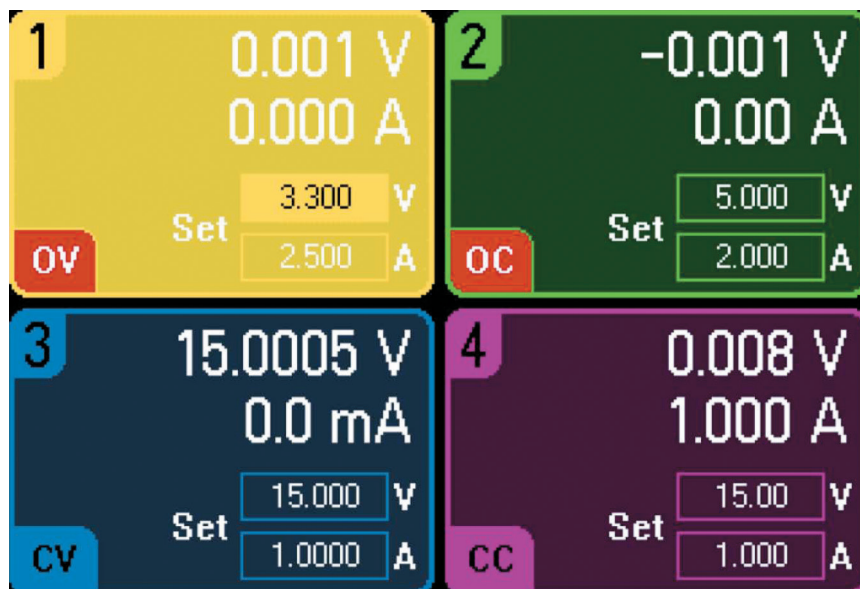 1
0.001 V
0.000 A
Set 3.300 V
2.500 A
OV
2
-0.001 V
0.00 A
Set 5.000 V
2.000 A
OC
3
15.0005 V
0.0 mA
Set 15.000 V
1.0000 A
CV
4
0.008 V
1.000 A
Set 15.00 V
1.000 A
CC